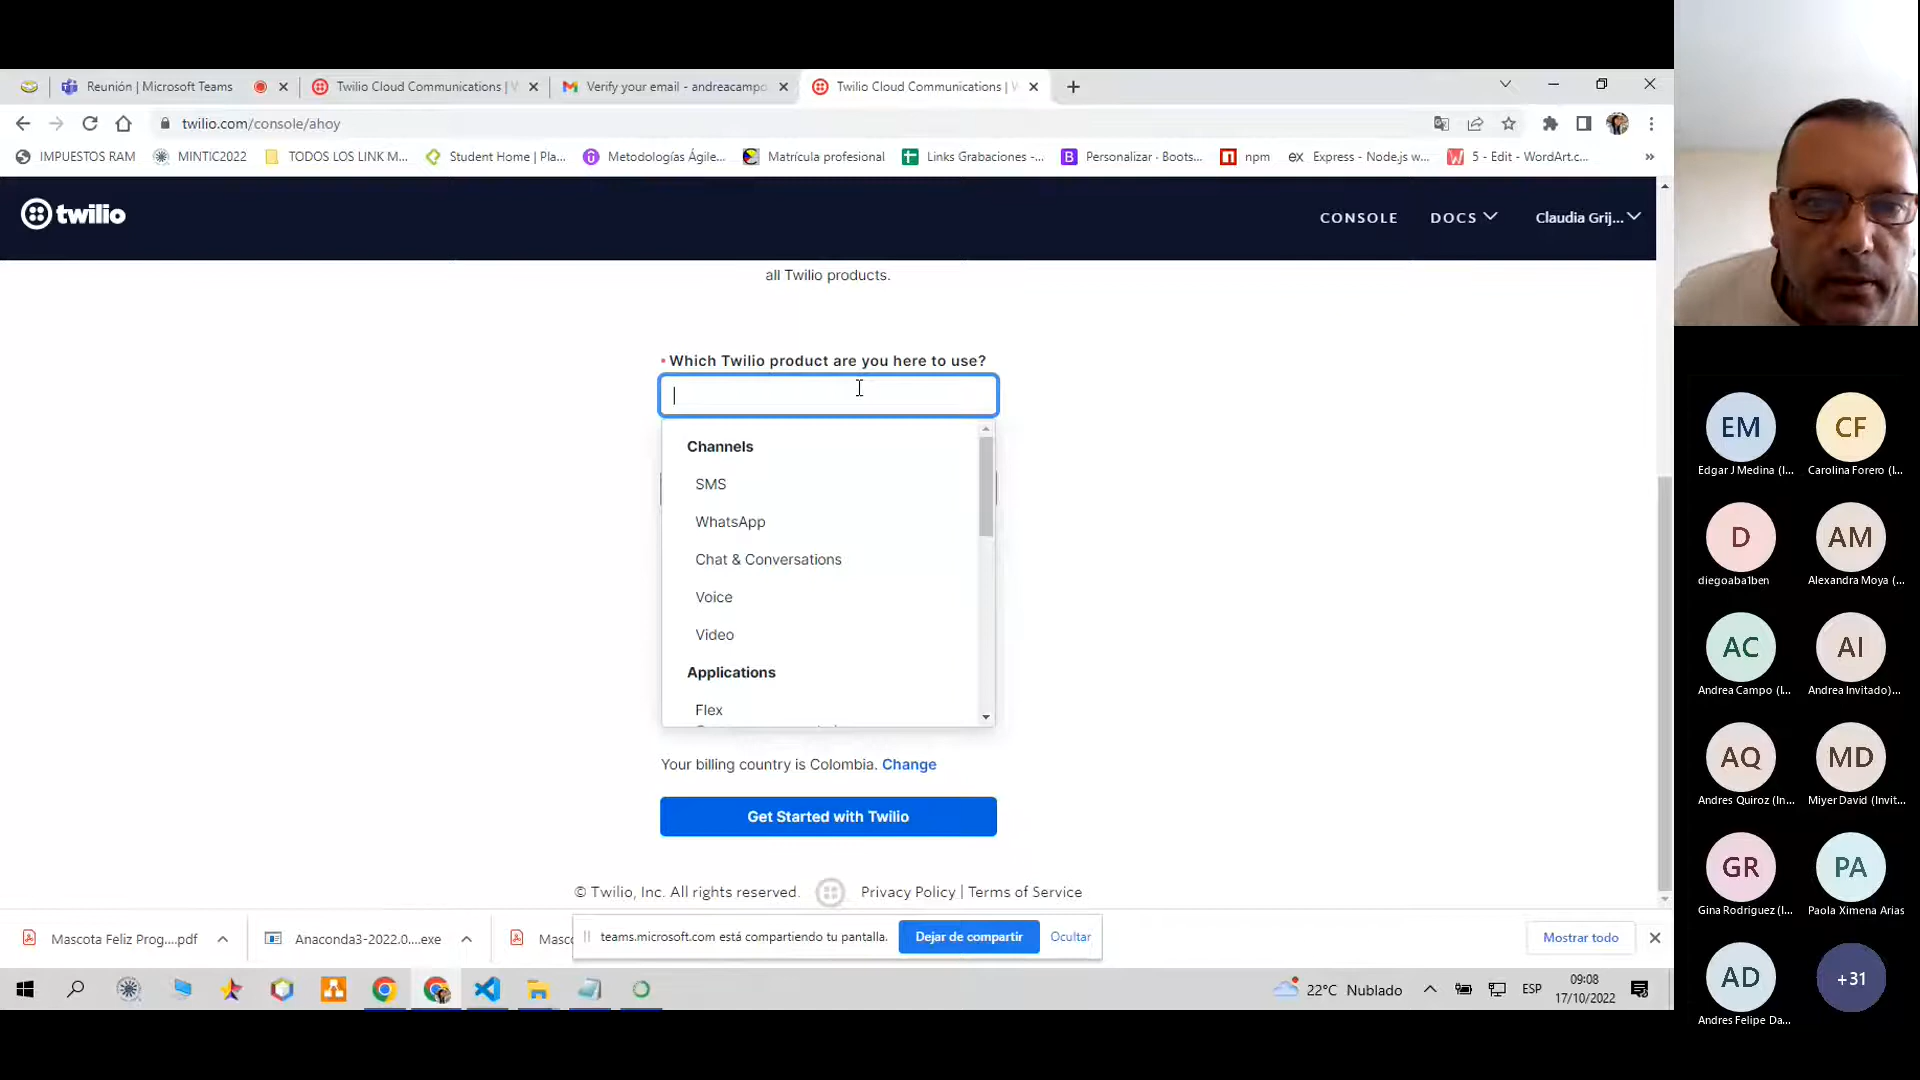 Reunión | Microsoft Teams
Twilio Cloud Communications |
Verify your email - andreacampo
Twilio Cloud Communications |
twilio.com/console/ahoy
IMPUESTOS RAM
MINTIC2022
TODOS LOS LINK M...
Student Home | Pla...
Metodologías Ágile...
Matrícula profesional
Links Grabaciones -...
B
Personalizar · Boots...
npm
ex
Express - Node.js w...
5 - Edit - WordArt.c...
»
twilio
CONSOLE
DOCS
Claudia Grij...
all Twilio products.
• Which Twilio product are you here to use?
Channels
SMS
WhatsApp
Chat & Conversations
Voice
Video
Applications
Flex
Your billing country is Colombia. Change
Get Started with Twilio
© Twilio, Inc. All rights reserved.
Privacy Policy | Terms of Service
Mascota Feliz Prog....pdf
Anaconda3-2022.0....exe
Masc
teams.microsoft.com está compartiendo tu pantalla.
Dejar de compartir
Ocultar
Mostrar todo
22°C Nublado
ESP
09:08
17/10/2022
EM
Edgar J Medina (I...
CF
Carolina Forero (I...
D
diegoaba1ben
AM
Alexandra Moya (...
AC
Andrea Campo (I...
AI
Andrea Invitado)...
AQ
Andres Quiroz (In...
MD
Miyer David (Invit...
GR
Gina Rodriguez (I...
PA
Paola Ximena Arias
AD
Andres Felipe Da...
+31